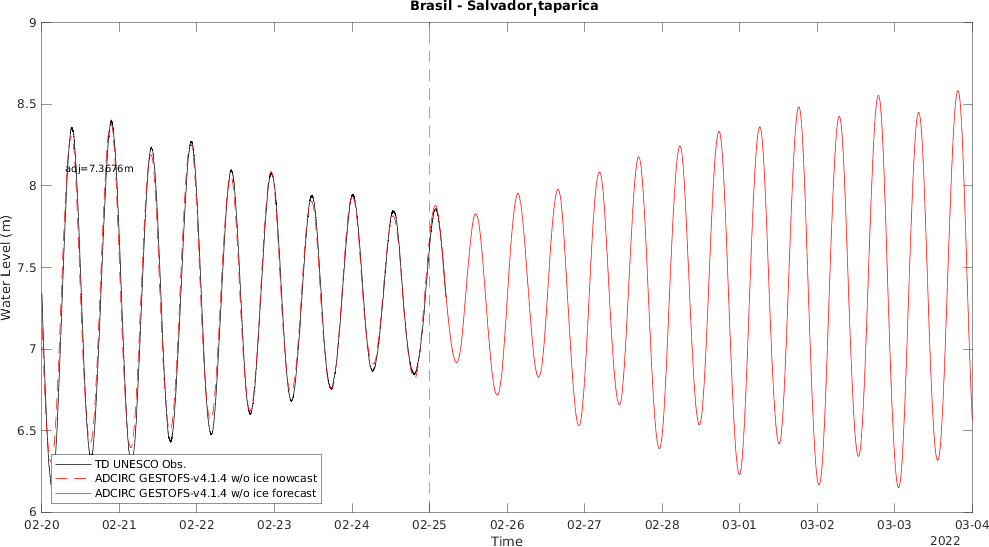 Brasil - Salvador_Itaparica
9
8.5
8
7.5
7
6.5
6
Water Level (m)
adj=7.3676m
TD UNESCO Obs.
ADCIRC GESTOFS-v4.1.4 w/o ice nowcast
ADCIRC GESTOFS-v4.1.4 w/o ice forecast
02-20 02-21 02-22 02-23 02-24 02-25 02-26 02-27 02-28 03-01 03-02 03-03 03-04
Time
2022